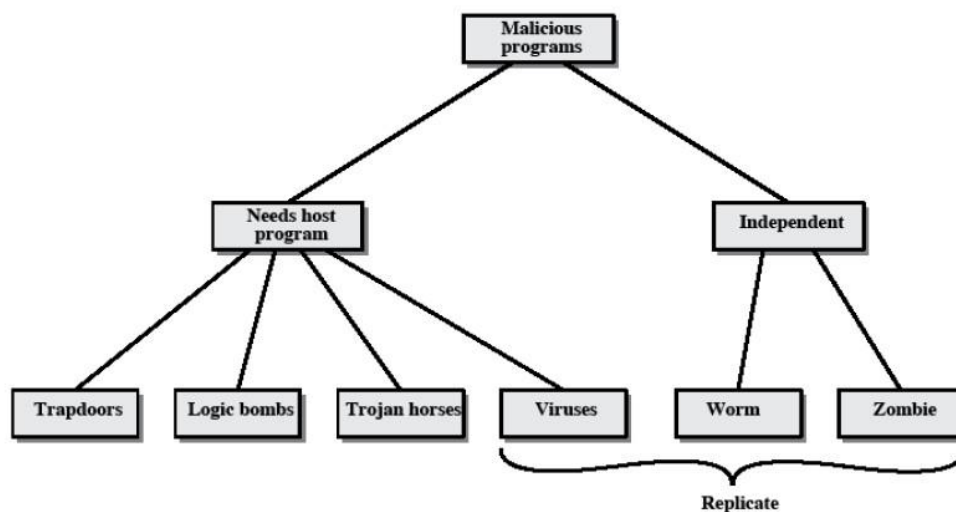 Malicious
programs
Needs host
program
Independent
Trapdoors
Logic bombs
Trojan horses
Viruses
Worm
Zombie
Replicate